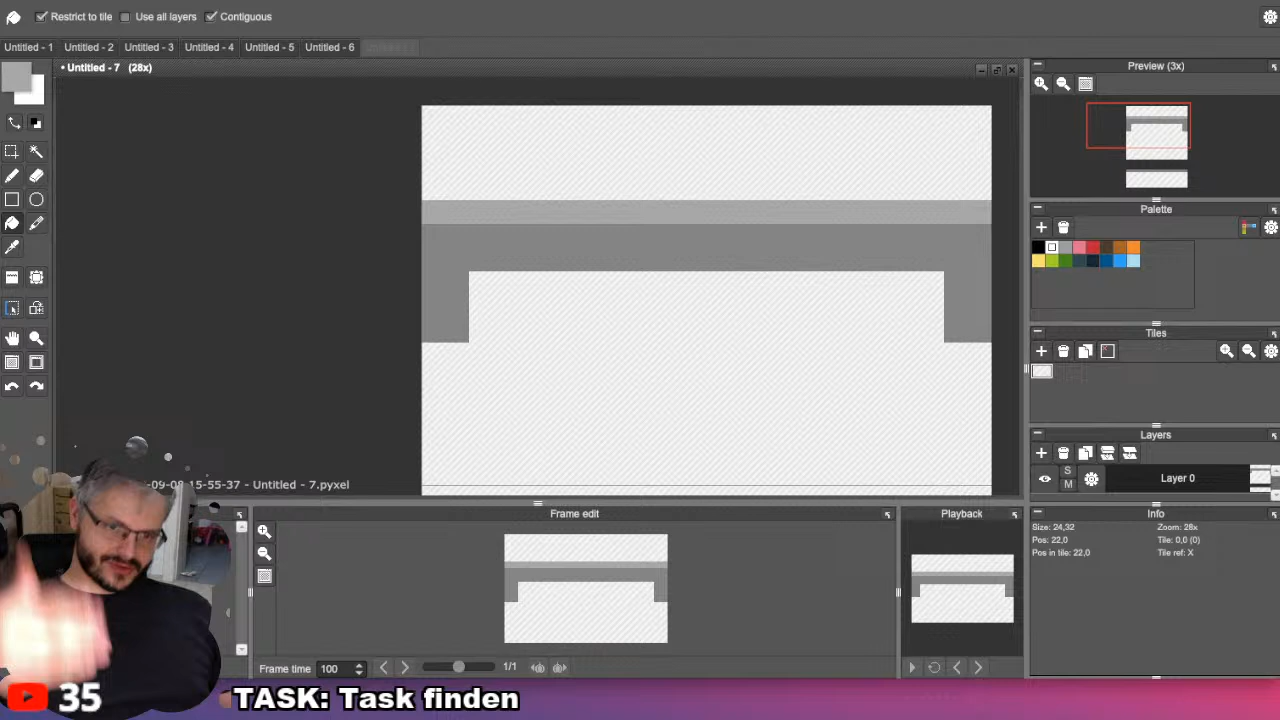 Restrict to tile Use all layers Contiguous
Untitled - 1 Untitled - 2 Untitled - 3 Untitled - 4 Untitled - 5 Untitled - 6
• Untitled - 7 (28x)
Preview (3x)
Palette
Tiles
Layers
S
M
Layer 0
-09-08-15-55-37 - Untitled - 7.pyxel
Frame edit
Playback
Info
Size: 24,32 Zoom: 28x
Pos: 22,0 Tile: 0,0 (0)
Pos in tile: 22,0 Tile ref: X
Frame time 100 1/1
35 TASK: Task finden